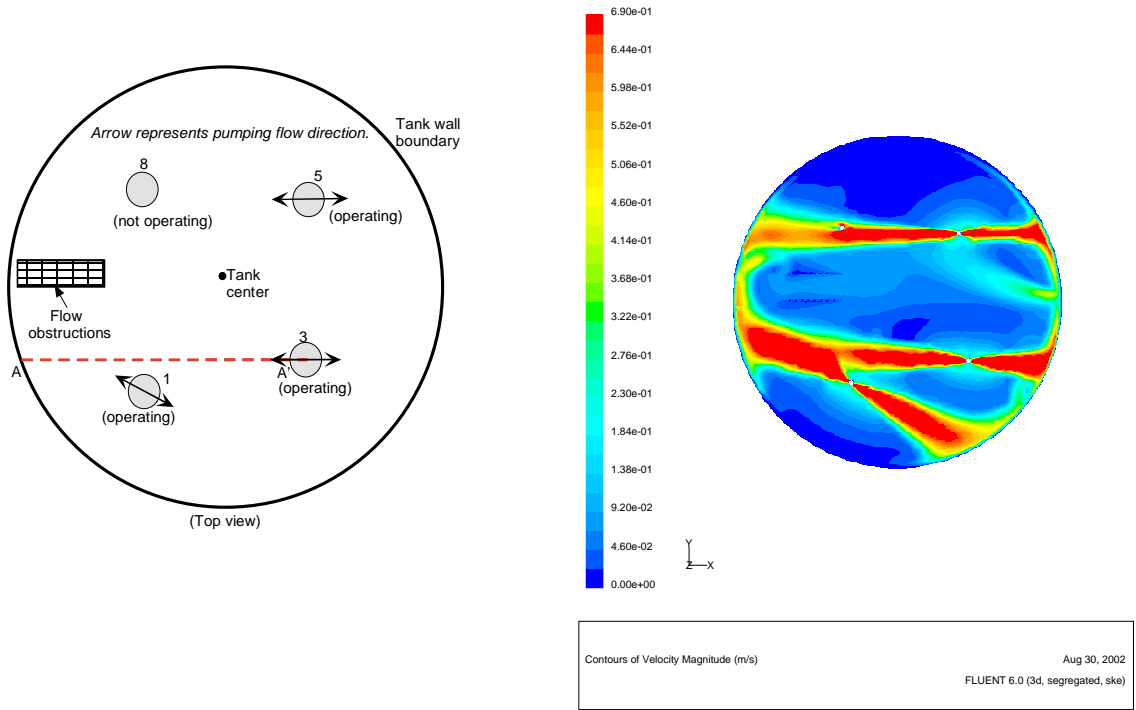 Arrow represents pumping flow direction.
Tank wall
boundary
8
(not operating)
5
(operating)
Tank
center
Flow
obstructions
A
3
A'
(operating)
1
(operating)
(Top view)
6.90e-01
6.44e-01
5.98e-01
5.52e-01
5.06e-01
4.60e-01
4.14e-01
3.68e-01
3.22e-01
2.76e-01
2.30e-01
1.84e-01
1.38e-01
9.20e-02
4.60e-02
0.00e+00
Y
Z X
Contours of Velocity Magnitude (m/s)
Aug 30, 2002
FLUENT 6.0 (3d, segregated, ske)